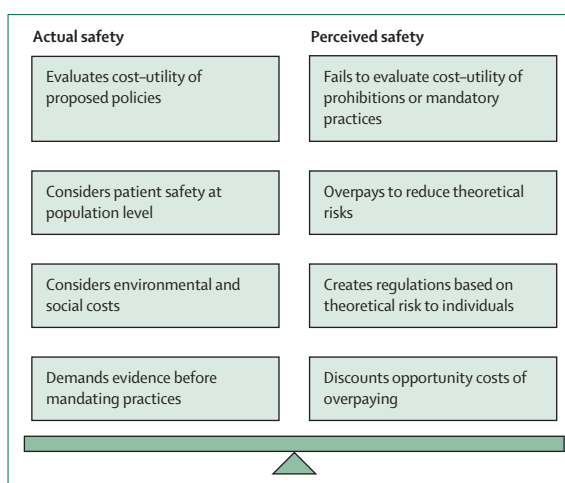 Actual safety
Evaluates cost–utility of
proposed policies
Considers patient safety at
population level
Considers environmental and
social costs
Demands evidence before
mandating practices
Perceived safety
Fails to evaluate cost–utility of
prohibitions or mandatory
practices
Overpays to reduce theoretical
risks
Creates regulations based on
theoretical risk to individuals
Discounts opportunity costs of
overpaying